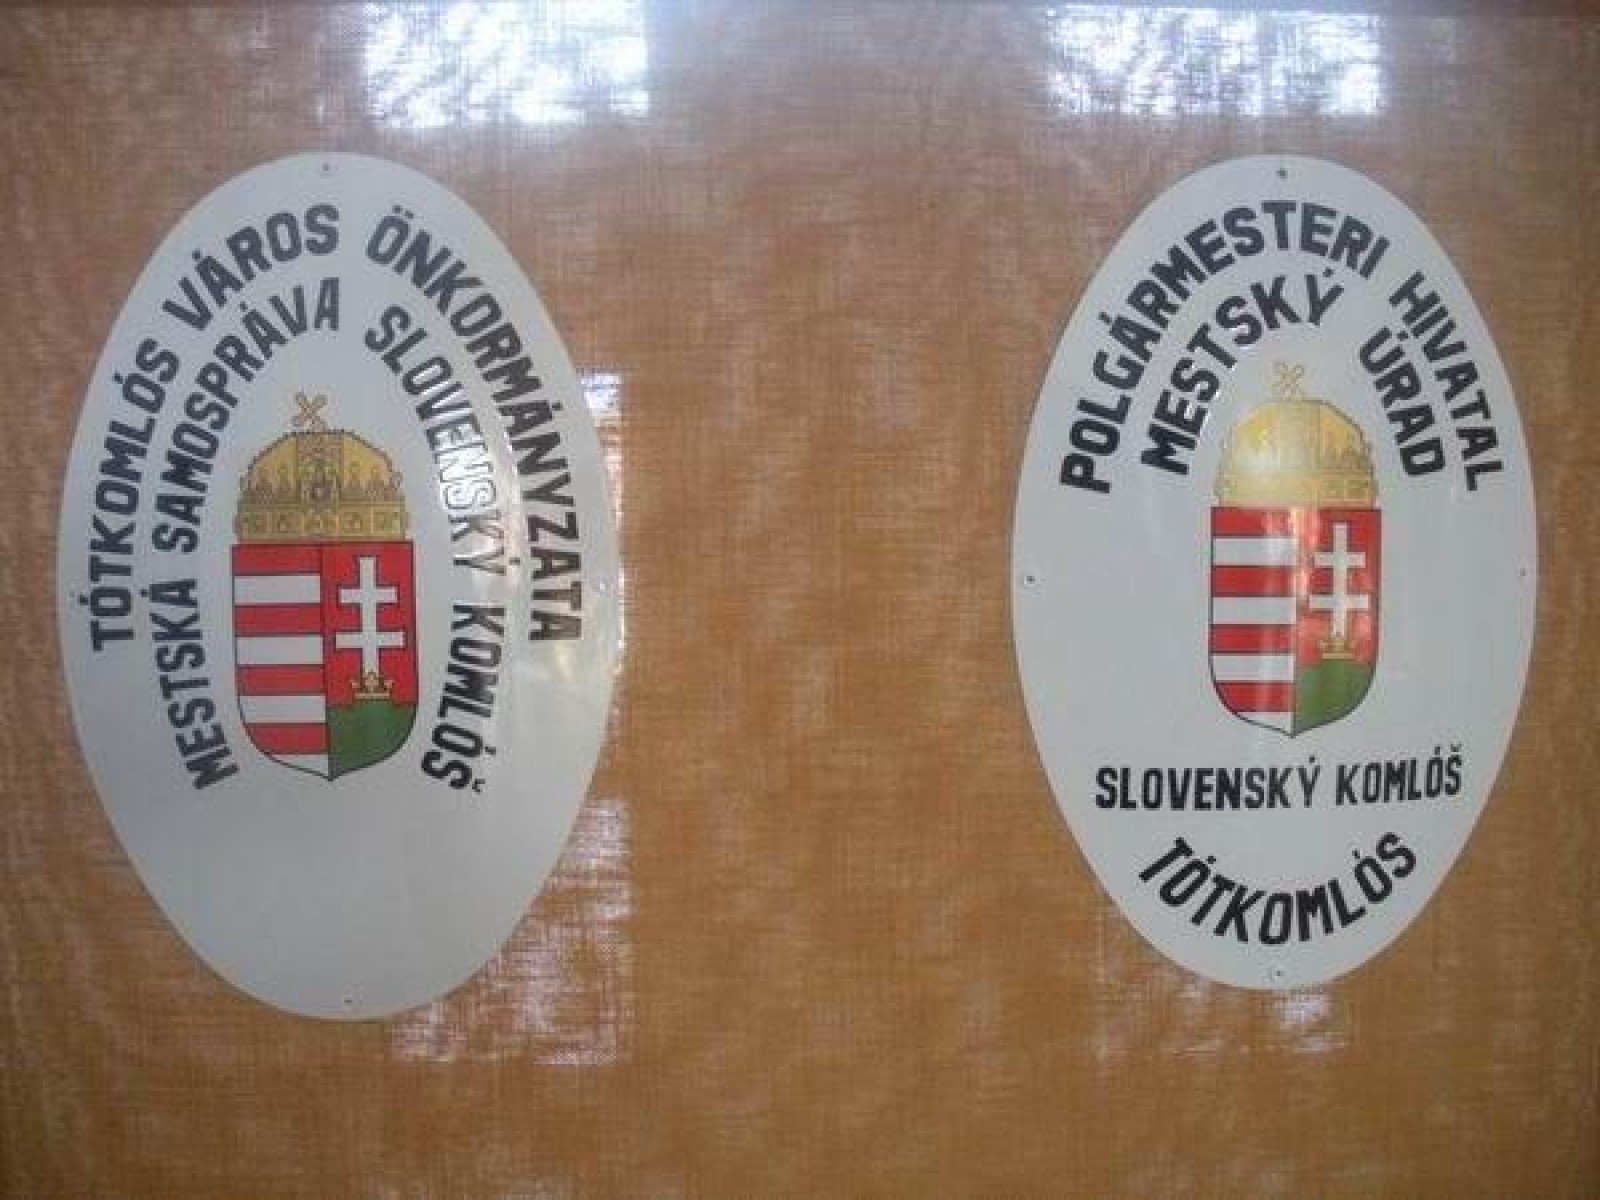 TÓTKOMLÓS VÁROS ÖNKORMÁNYZATA
MESTSKÁ SAMOSPRÁVA SLOVENSKÝ KOMLÓŠ
POLGÁRMESTERI HIVATAL
MESTSKÝ ÚRAD
SLOVENSKÝ KOMLÓŠ
TÓTKOMLÓS